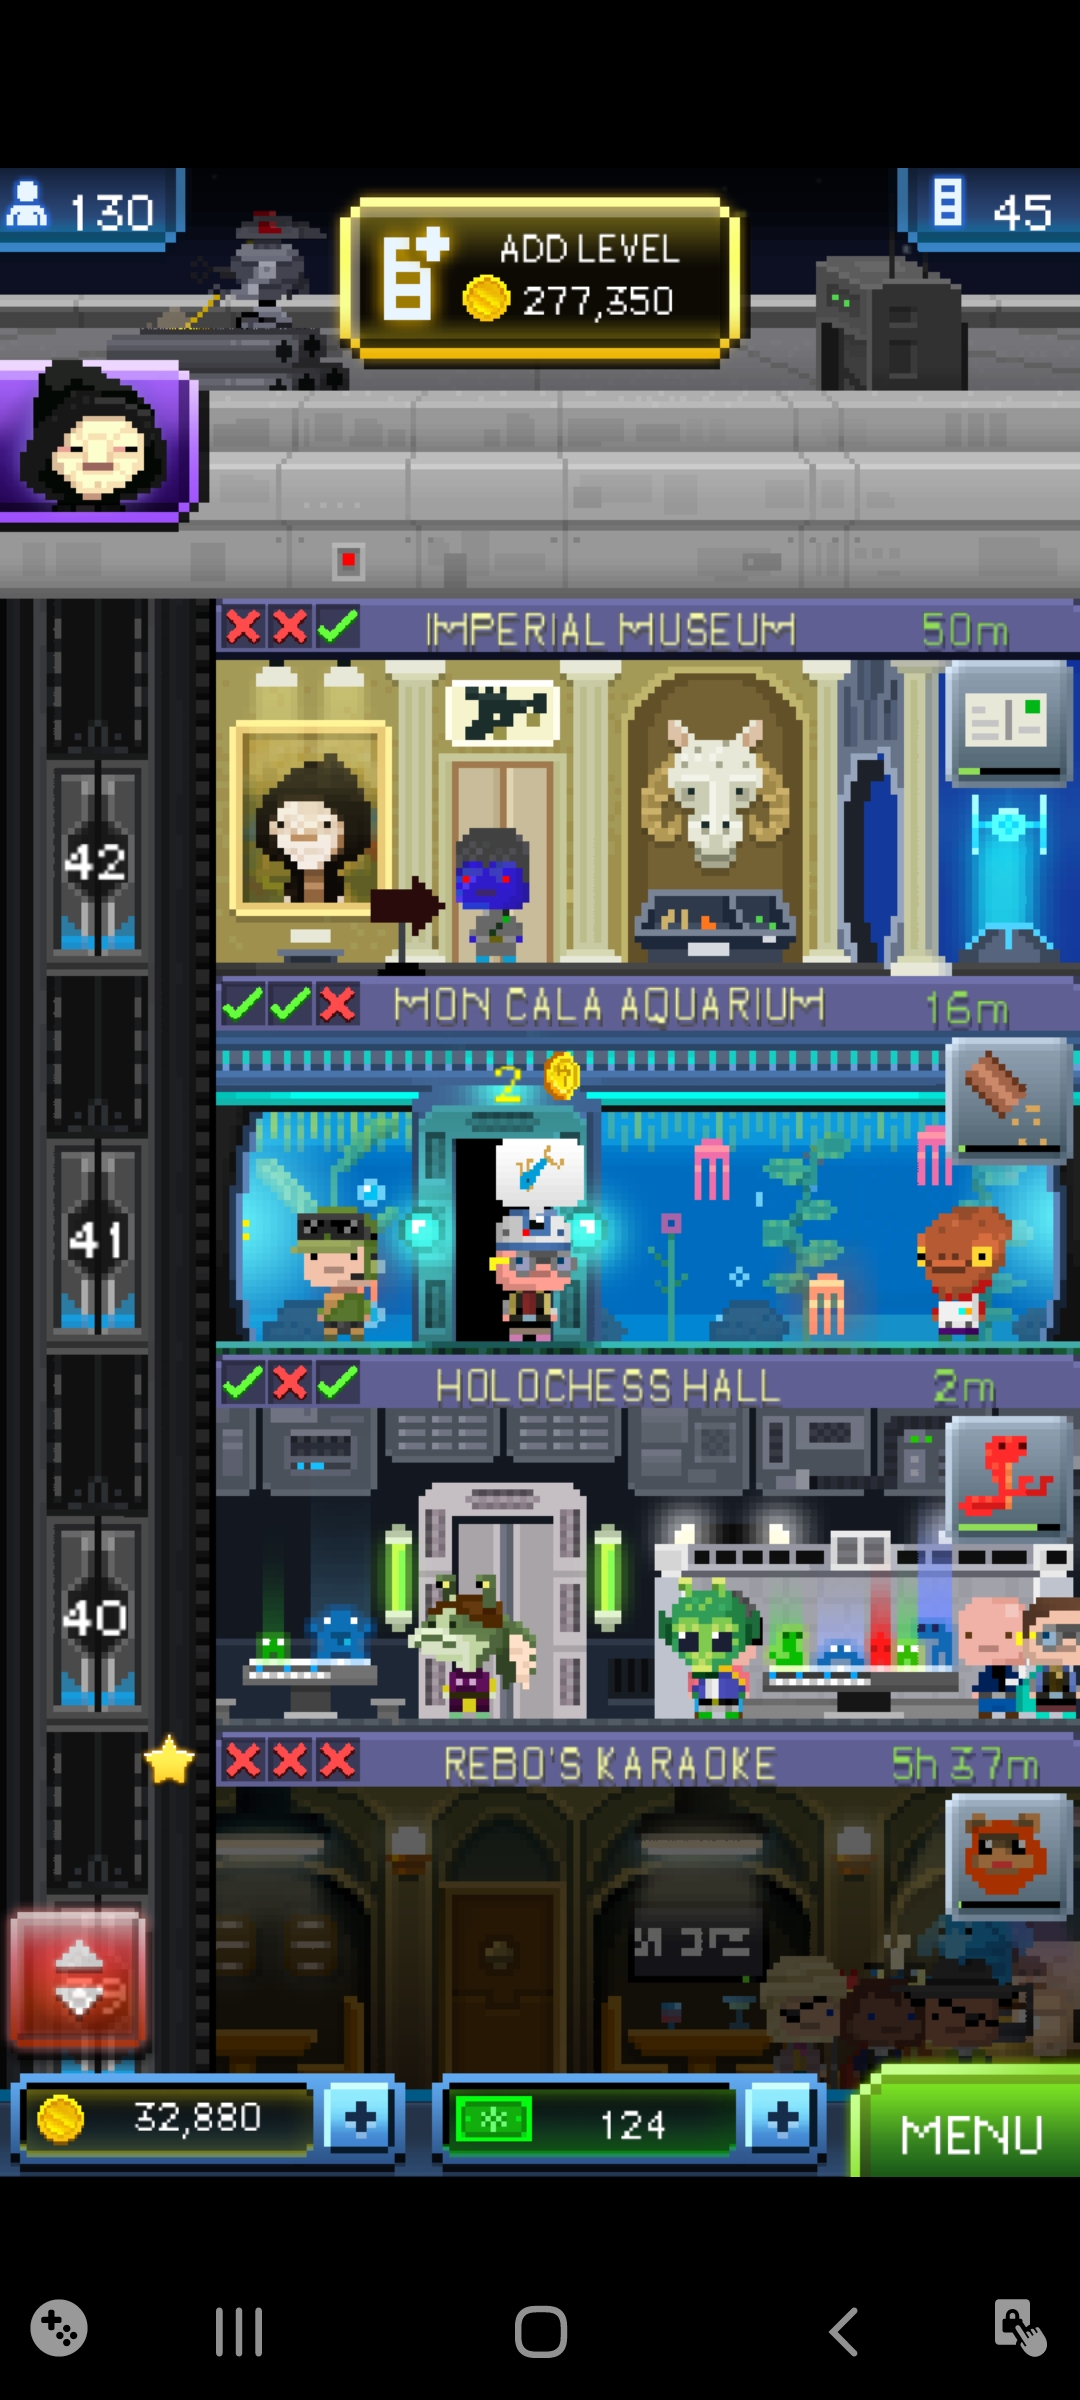 130
ADD LEVEL
277,350
45
IMPERIAL MUSEUM 50m
42
MON CALA AQUARIUM 16m
2
41
HOLOCHESS HALL 2m
40
REBO'S KARAOKE 5h 37m
32,880
124
MENU